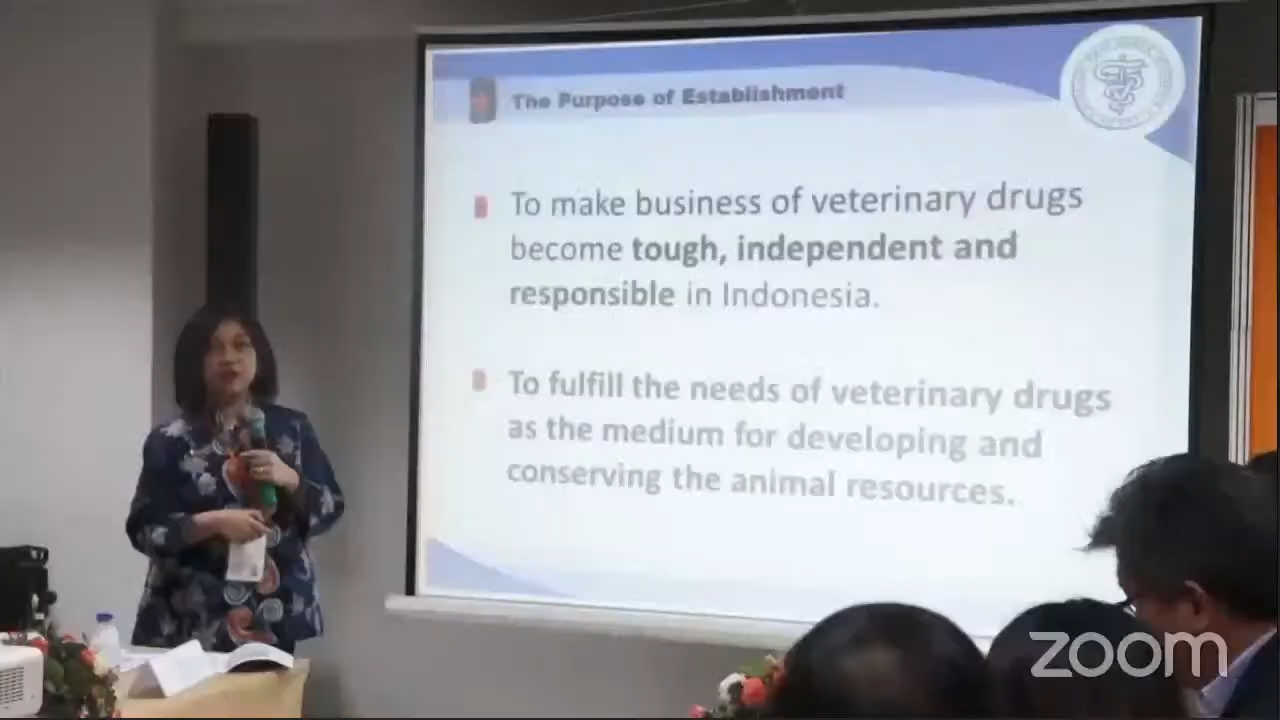 The Purpose of Establishment
To make business of veterinary drugs
become tough, independent and
responsible in Indonesia.
To fulfill the needs of veterinary drugs
as the medium for developing and
conserving the animal resources.
zoom